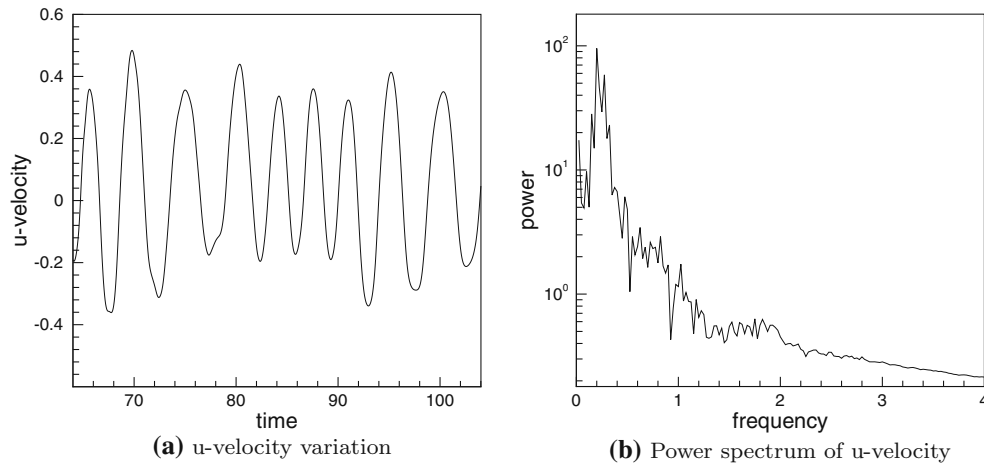 0.6
0.4
0.2
0
-0.2
-0.4
u-velocity
70 80 90 100
time
(a) u-velocity variation
10²
10¹
10⁰
power
0 1 2 3 4
frequency
(b) Power spectrum of u-velocity